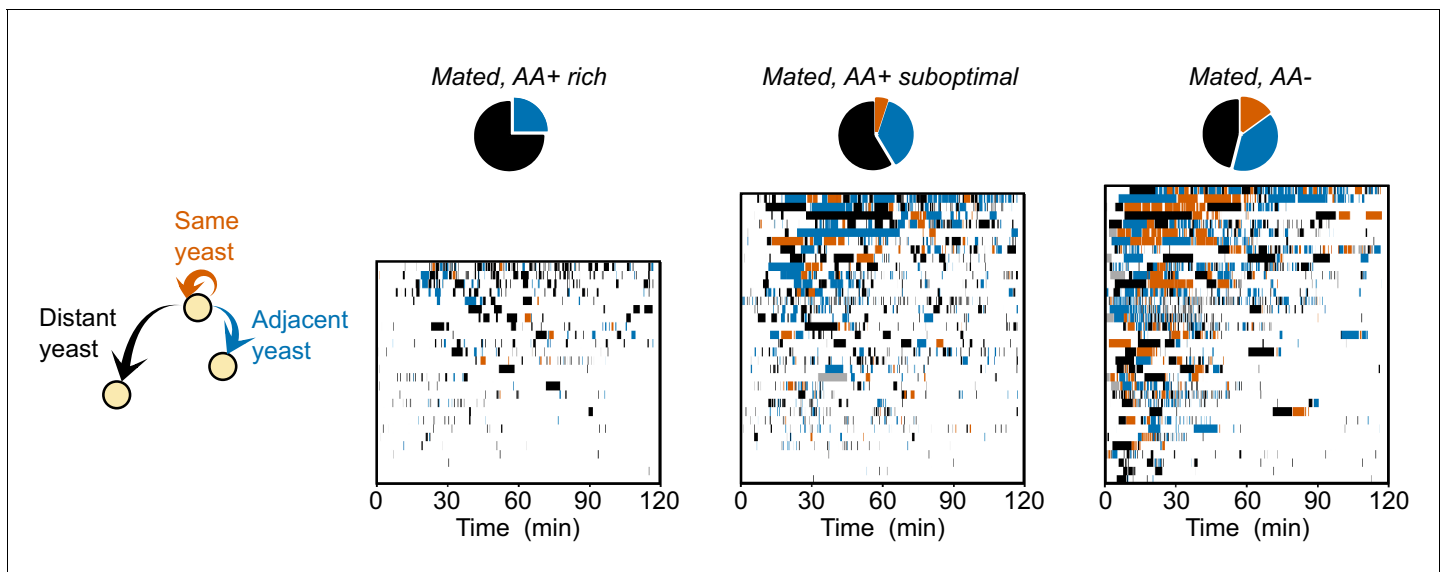 Mated, AA+ rich
Mated, AA+ suboptimal
Mated, AA-
Same
yeast
Distant
yeast
Adjacent
yeast
0 30 60 90 120
Time (min)
0 30 60 90 120
Time (min)
0 30 60 90 120
Time (min)